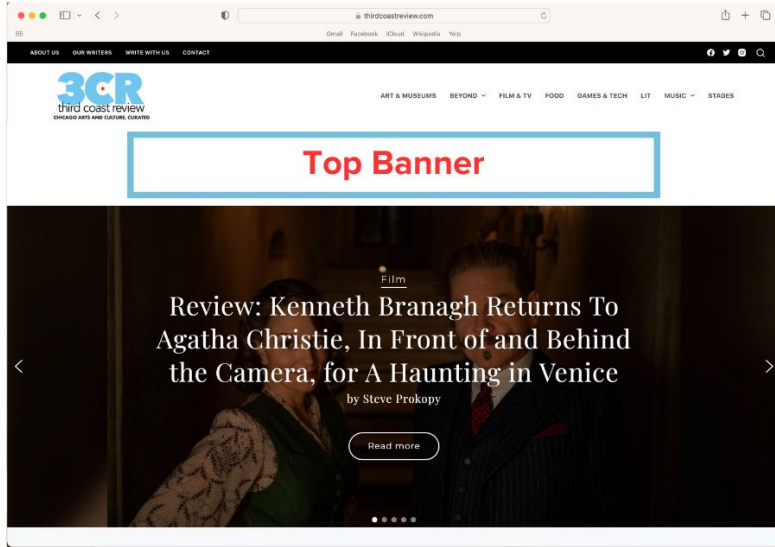 thirdcoastreview.com
Gmail Facebook iCloud Wikipedia Yelp
ABOUT US OUR WRITERS WRITE WITH US CONTACT
3CR
third coast review
CHICAGO ARTS AND CULTURE, CURATED
ART & MUSEUMS BEYOND FILM & TV FOOD GAMES & TECH LIT MUSIC STAGES
Top Banner
Film
Review: Kenneth Branagh Returns To
Agatha Christie, In Front of and Behind
the Camera, for A Haunting in Venice
by Steve Prokopy
Read more